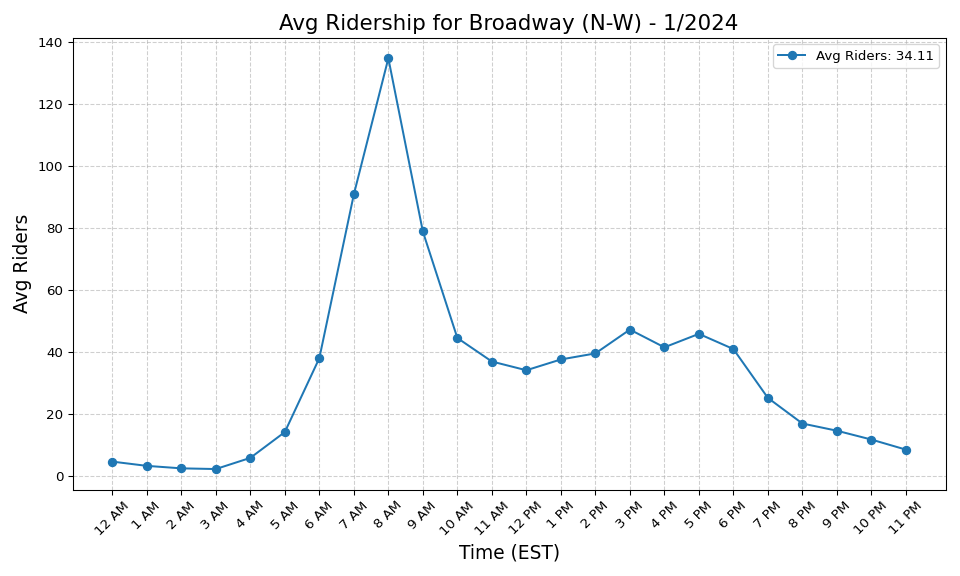 Avg Ridership for Broadway (N-W) - 1/2024
Avg Riders: 34.11
Avg Riders
140
120
100
80
60
40
20
0
12 AM
1 AM
2 AM
3 AM
4 AM
5 AM
6 AM
7 AM
8 AM
9 AM
10 AM
11 AM
12 PM
1 PM
2 PM
3 PM
4 PM
5 PM
6 PM
7 PM
8 PM
9 PM
10 PM
11 PM
Time (EST)